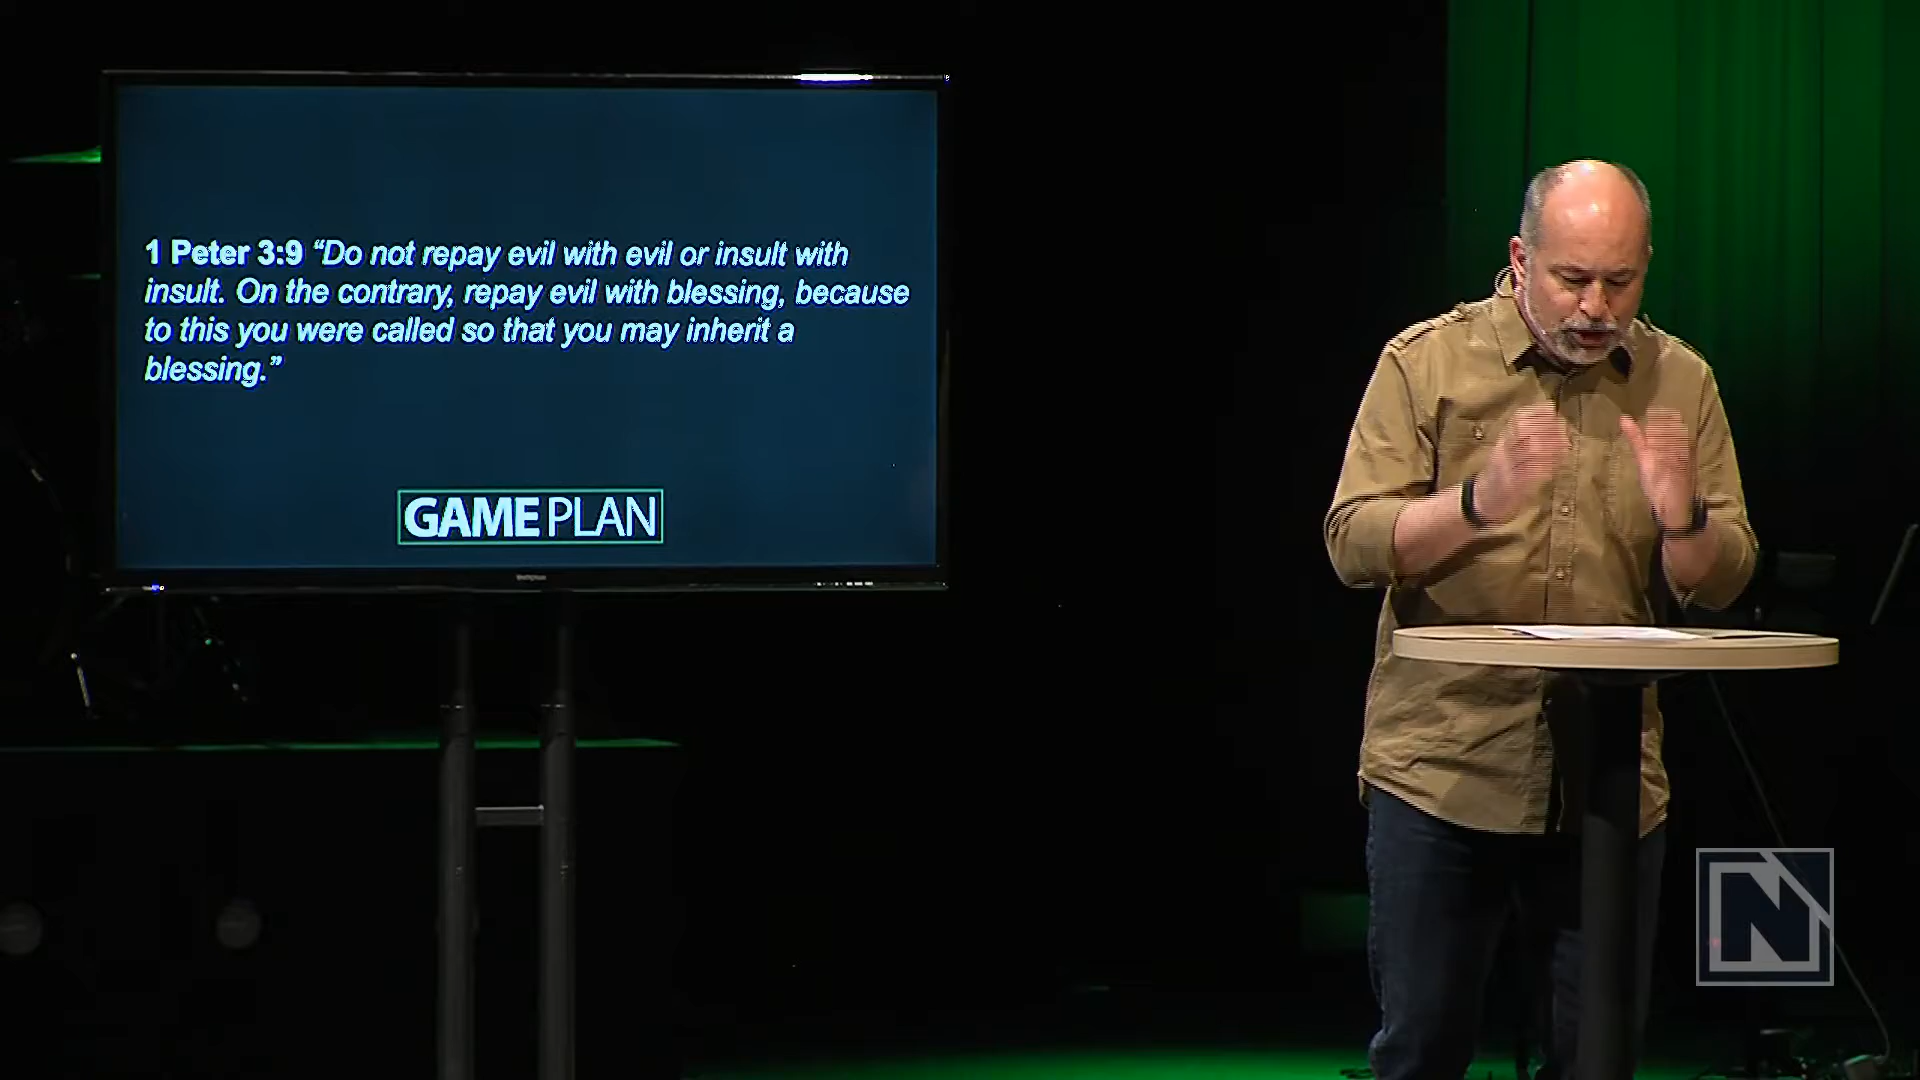 1 Peter 3:9 “Do not repay evil with evil or insult with
insult. On the contrary, repay evil with blessing, because
to this you were called so that you may inherit a
blessing.”
GAME PLAN
N